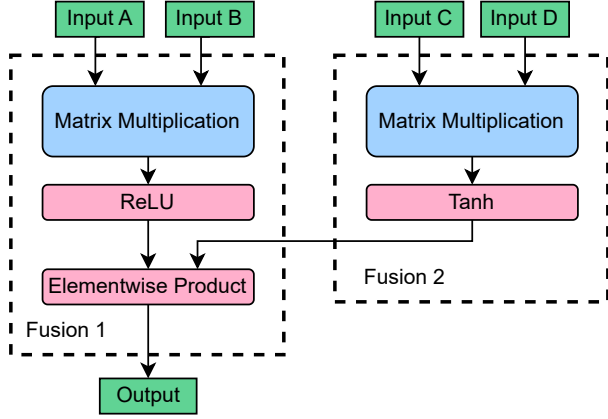 Input A
Input B
Input C
Input D
Matrix Multiplication
Matrix Multiplication
ReLU
Tanh
Elementwise Product
Fusion 2
Fusion 1
Output